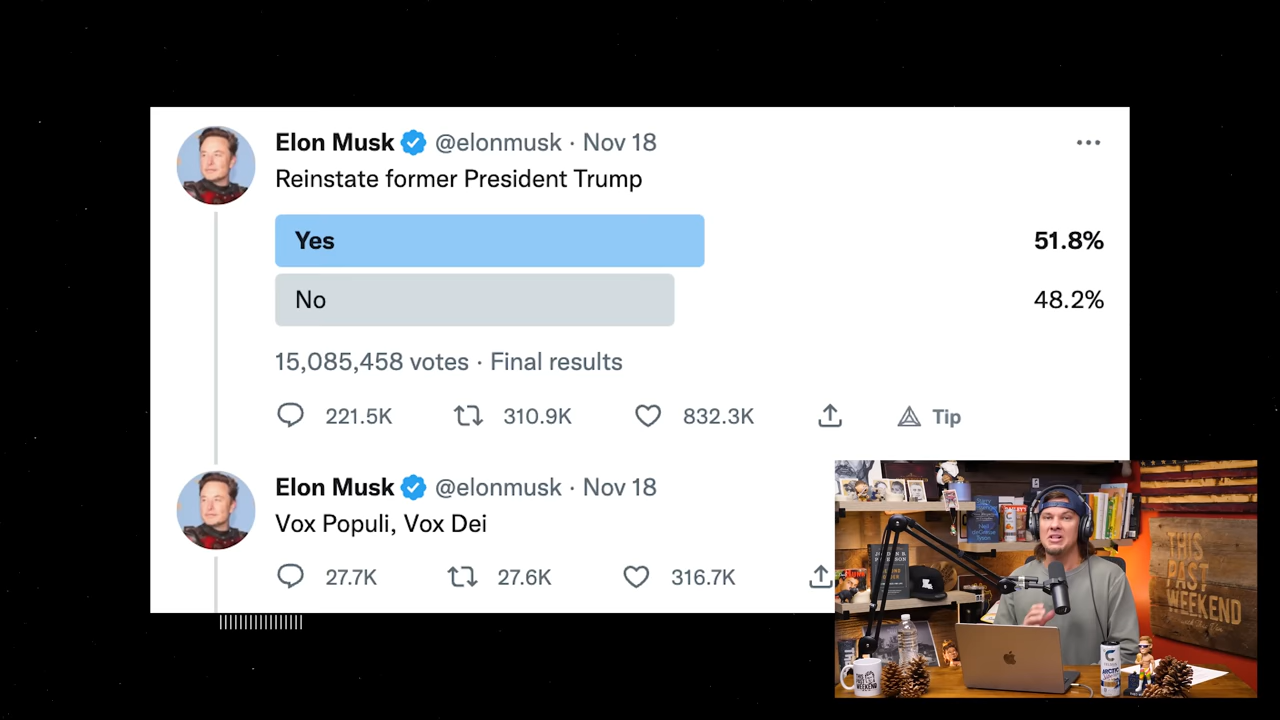 Elon Musk @elonmusk · Nov 18
Reinstate former President Trump
Yes 51.8%
No 48.2%
15,085,458 votes · Final results
221.5K 310.9K 832.3K Tip
Elon Musk @elonmusk · Nov 18
Vox Populi, Vox Dei
27.7K 27.6K 316.7K
THIS
PAST
WEEKEND